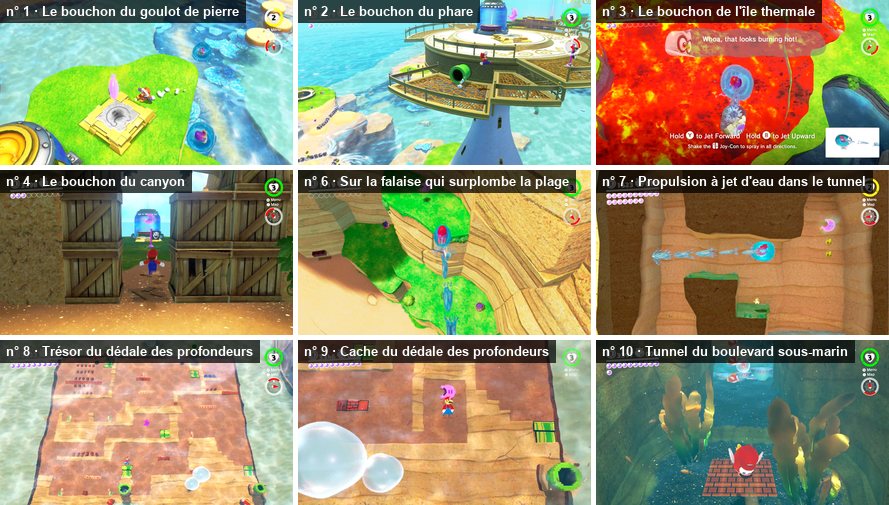 n° 1 · Le bouchon du goulot de pierre
n° 2 · Le bouchon du phare
n° 3 · Le bouchon de l'île thermale
Whoa, that looks burning hot!
Hold Y to Jet Forward Hold B to Jet Upward
Shake the Joy-Con to spray in all directions.
n° 4 · Le bouchon du canyon
n° 6 · Sur la falaise qui surplombe la plage
n° 7 · Propulsion à jet d'eau dans le tunnel
n° 8 · Trésor du dédale des profondeurs
n° 9 · Cache du dédale des profondeurs
n° 10 · Tunnel du boulevard sous-marin